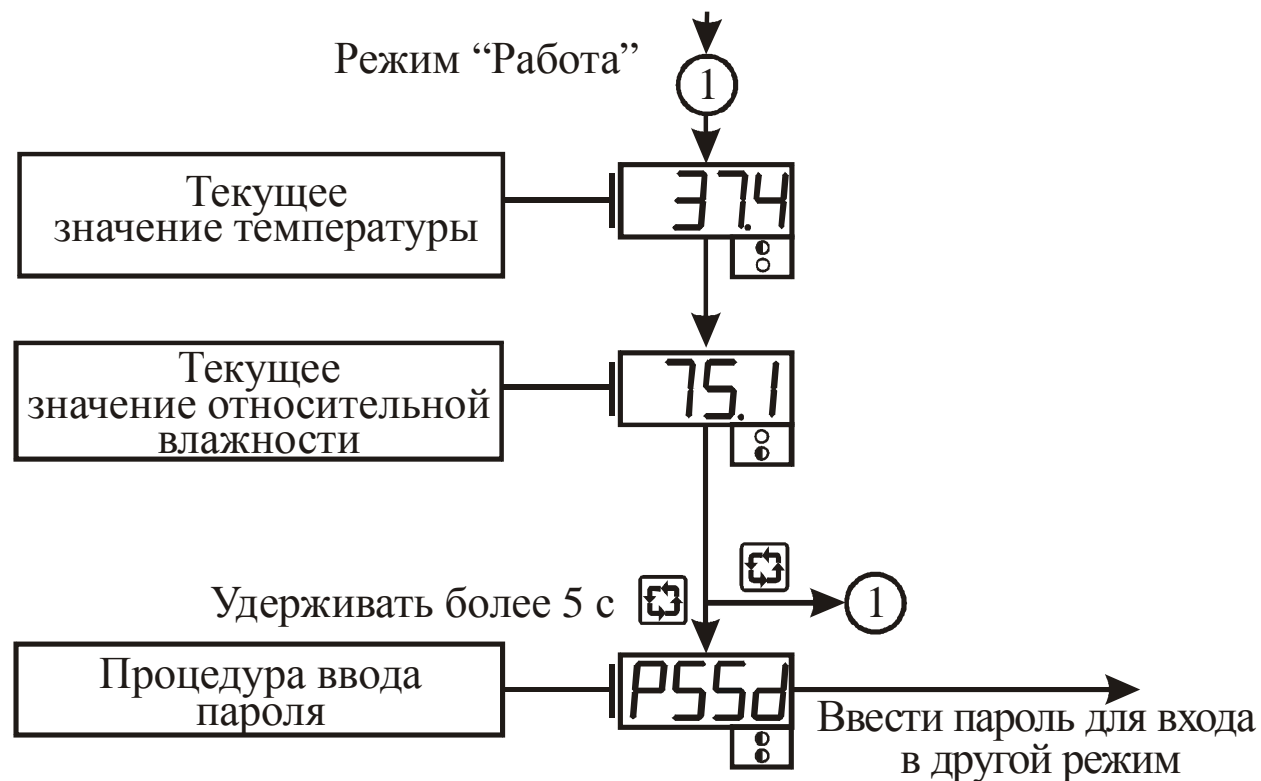 Режим “Работа”
1
Текущее
значение температуры
37.4
Текущее
значение относительной
влажности
75.1
Удерживать более 5 с
1
Процедура ввода
пароля
PSSd
Ввести пароль для входа
в другой режим